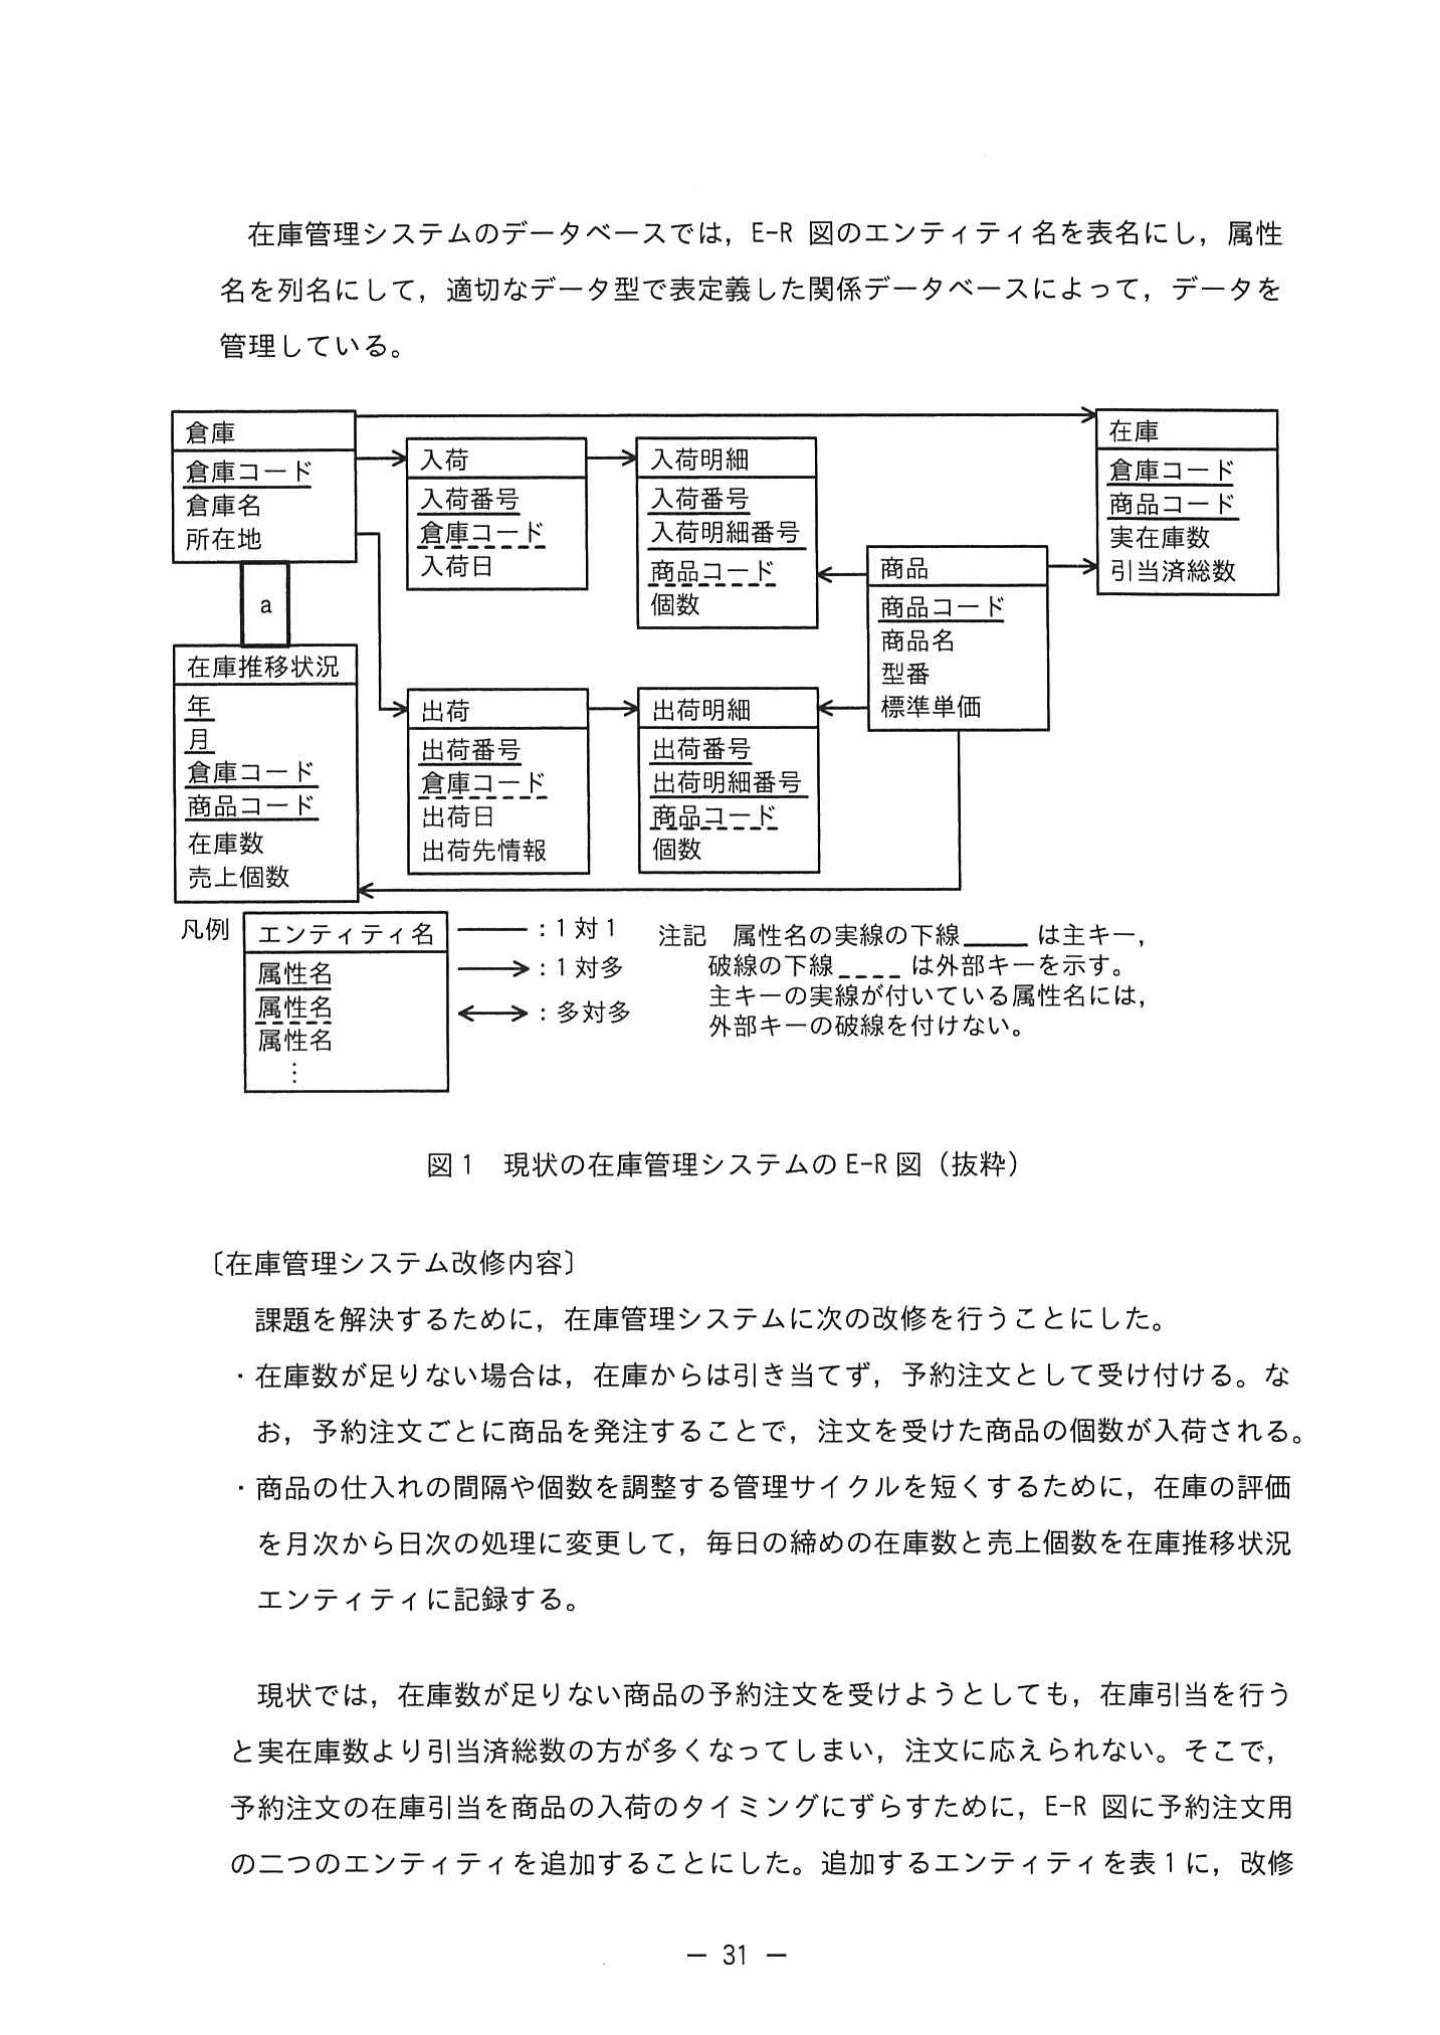 在庫管理システムのデータベースでは，E-R 図のエンティティ名を表名にし，属性
名を列名にして，適切なデータ型で表定義した関係データベースによって，データを
管理している。
倉庫
倉庫コード
倉庫名
所在地
a
在庫推移状況
年
月
倉庫コード
商品コード
在庫数
売上個数
入荷
入荷番号
倉庫コード
入荷日
入荷明細
入荷番号
入荷明細番号
商品コード
個数
出荷
出荷番号
倉庫コード
出荷日
出荷先情報
出荷明細
出荷番号
出荷明細番号
商品コード
個数
商品
商品コード
商品名
型番
標準単価
在庫
倉庫コード
商品コード
実在庫数
引当済総数
凡例
エンティティ名
属性名
属性名
属性名
⋮
：1 対 1
：1 対多
：多対多
注記　属性名の実線の下線＿＿ は主キー，
破線の下線＿＿ は外部キーを示す。
主キーの実線が付いている属性名には，
外部キーの破線を付けない。
図 1　現状の在庫管理システムの E-R 図（抜粋）
〔在庫管理システム改修内容〕
課題を解決するために，在庫管理システムに次の改修を行うことにした。
・在庫数が足りない場合は，在庫からは引き当てず，予約注文として受け付ける。な
お，予約注文ごとに商品を発注することで，注文を受けた商品の個数が入荷される。
・商品の仕入れの間隔や個数を調整する管理サイクルを短くするために，在庫の評価
を月次から日次の処理に変更して，毎日の締めの在庫数と売上個数を在庫推移状況
エンティティに記録する。
現状では，在庫数が足りない商品の予約注文を受けようとしても，在庫引当を行う
と実在庫数より引当済総数の方が多くなってしまい，注文に応えられない。そこで，
予約注文の在庫引当を商品の入荷のタイミングにずらすために，E-R 図に予約注文用
の二つのエンティティを追加することにした。追加するエンティティを表 1 に，改修
－ 31 －